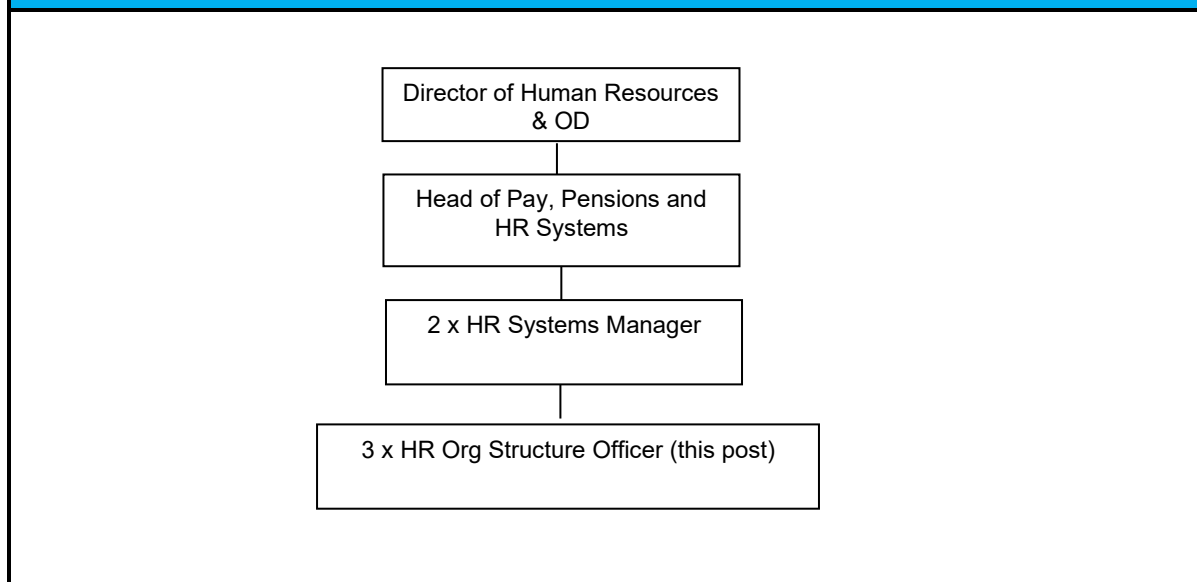 Director of Human Resources
& OD
Head of Pay, Pensions and
HR Systems
2 x HR Systems Manager
3 x HR Org Structure Officer (this post)